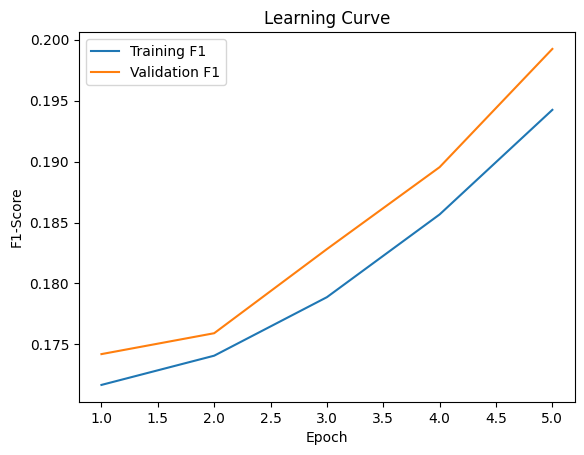 Learning Curve
Training F1
Validation F1
F1-Score
0.200
0.195
0.190
0.185
0.180
0.175
1.0 1.5 2.0 2.5 3.0 3.5 4.0 4.5 5.0
Epoch